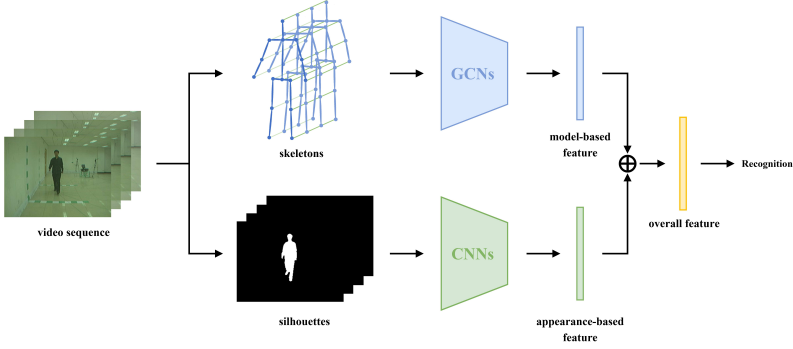 video sequence
skeletons
GCNs
model-based
feature
silhouettes
CNNs
appearance-based
feature
overall feature
Recognition